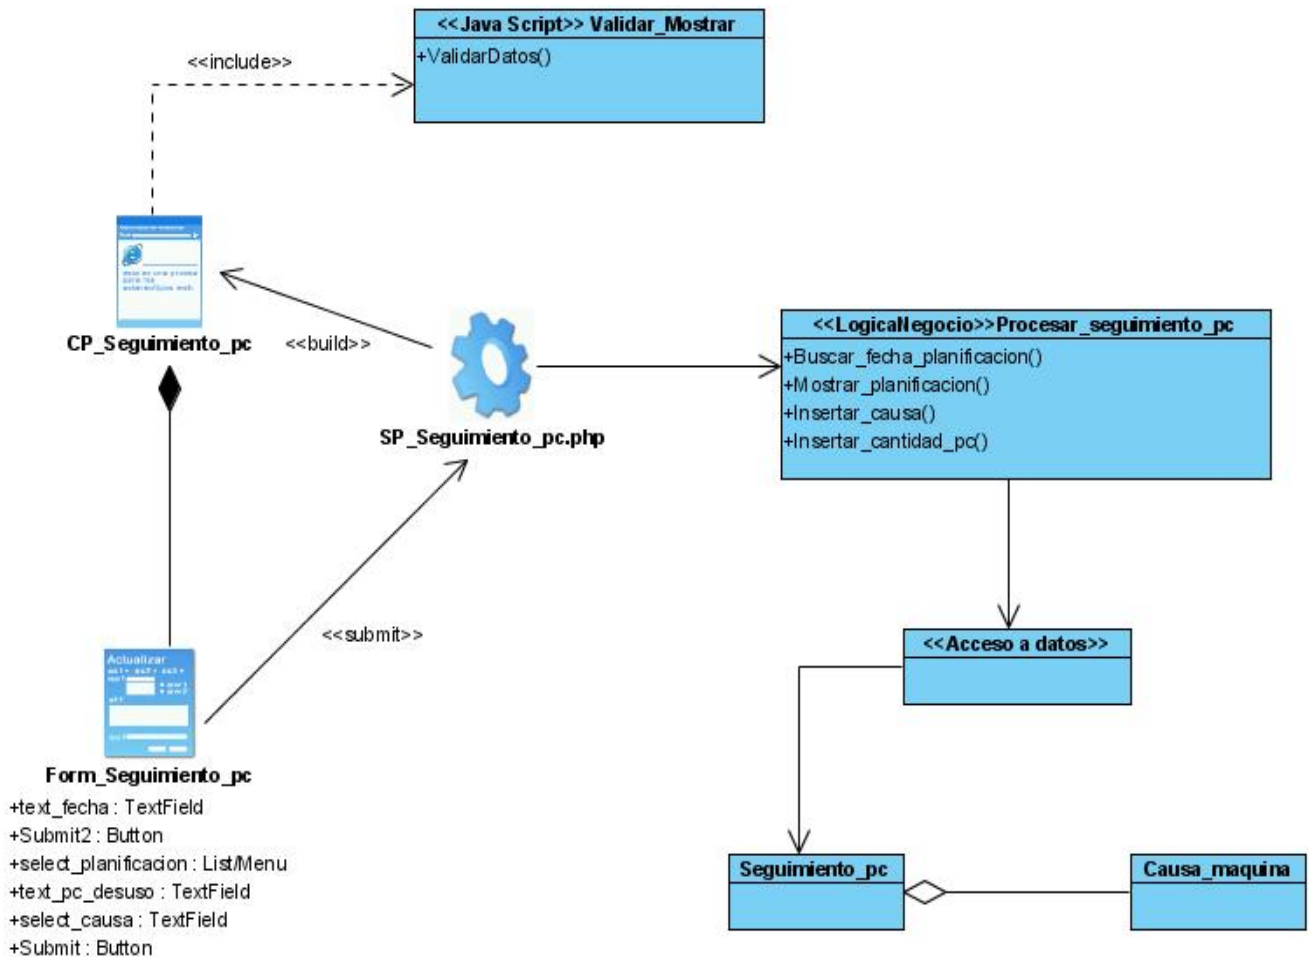 <<Java Script>> Validar_Mostrar
+ValidarDatos()
<<include>>
CP_Seguimiento_pc
<<build>>
SP_Seguimiento_pc.php
<<LogicaNegocio>>Procesar_seguimiento_pc
+Buscar_fecha_planificacion()
+Mostrar_planificacion()
+Insertar_causa()
+Insertar_cantidad_pc()
<<submit>>
<<Acceso a datos>>
Actualizar
Form_Seguimiento_pc
+text_fecha : TextField
+Submit2 : Button
+select_planificacion : List/Menu
+text_pc_desuso : TextField
+select_causa : TextField
+Submit : Button
Seguimiento_pc
Causa_maquina